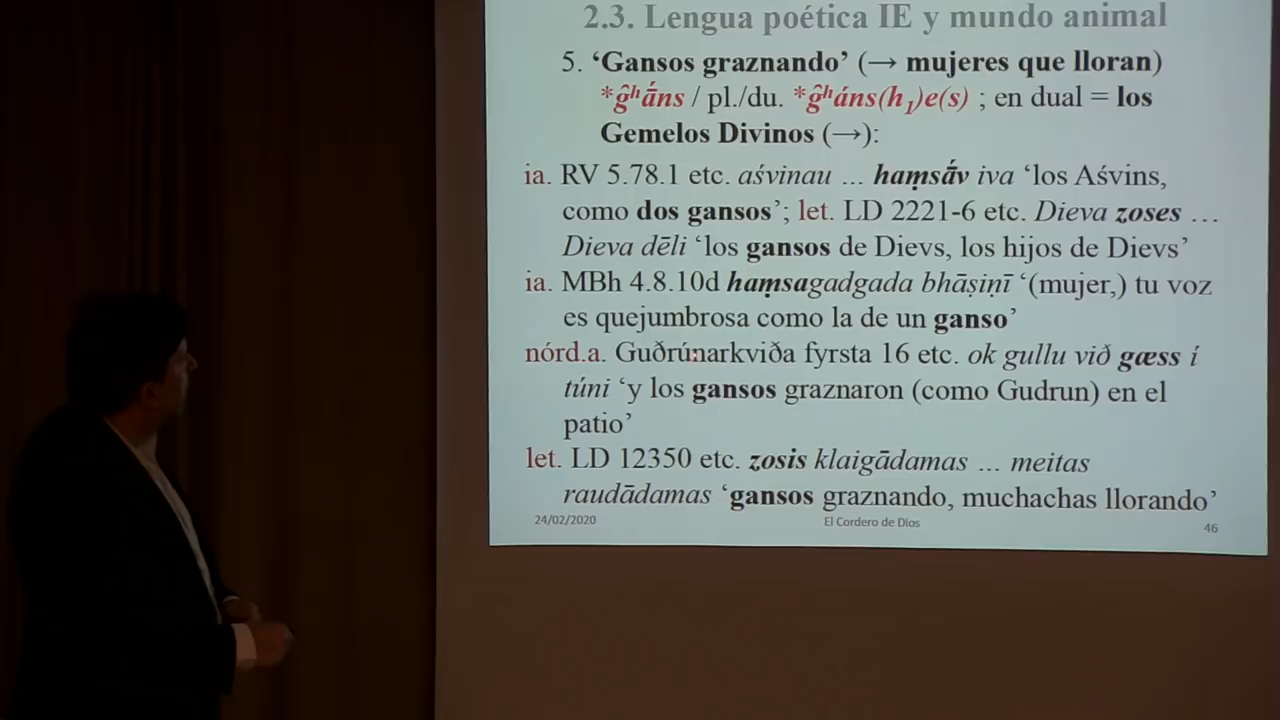 2.3. Lengua poética IE y mundo animal
5. ‘Gansos graznando’ (→ mujeres que lloran)
*ĝʰā́ns / pl./du. *ĝʰáns(h₁)e(s) ; en dual = los
Gemelos Divinos (→):
ia. RV 5.78.1 etc. aśvinau ... haṃsā́v iva ‘los Aśvins,
como dos gansos’; let. LD 2221-6 etc. Dieva zoses …
Dieva dēli ‘los gansos de Dievs, los hijos de Dievs’
ia. MBh 4.8.10d haṃsagadgada bhāṣiṇī ‘(mujer,) tu voz
es quejumbrosa como la de un ganso’
nórd.a. Guðrúnarkviða fyrsta 16 etc. ok gullu við gæss í
túni ‘y los gansos graznaron (como Gudrun) en el
patio’
let. LD 12350 etc. zosis klaigādamas ... meitas
raudādamas ‘gansos graznando, muchachas llorando’
24/02/2020 El Cordero de Dios 46